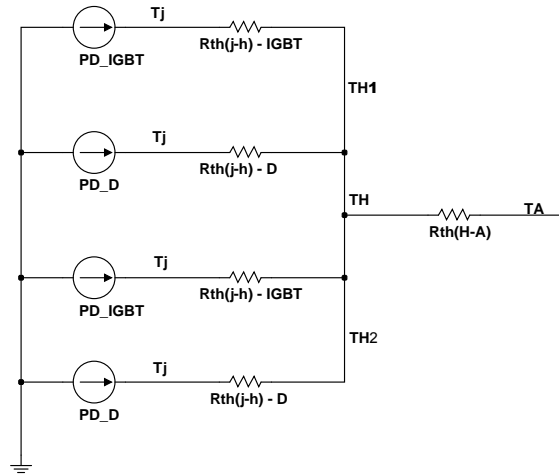 Tj
Rth(j-h) - IGBT
PD_IGBT
TH1
Tj
Rth(j-h) - D
PD_D
TH
TA
Rth(H-A)
Tj
Rth(j-h) - IGBT
PD_IGBT
TH2
Tj
Rth(j-h) - D
PD_D